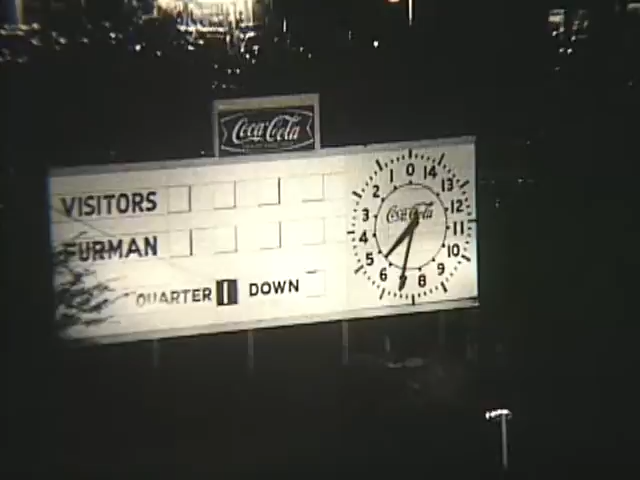 Coca-Cola
VISITORS
FURMAN
QUARTER 1 DOWN
0 14 13 12 11 10 9 8 6 5 4 3 2 1
Coca-Cola